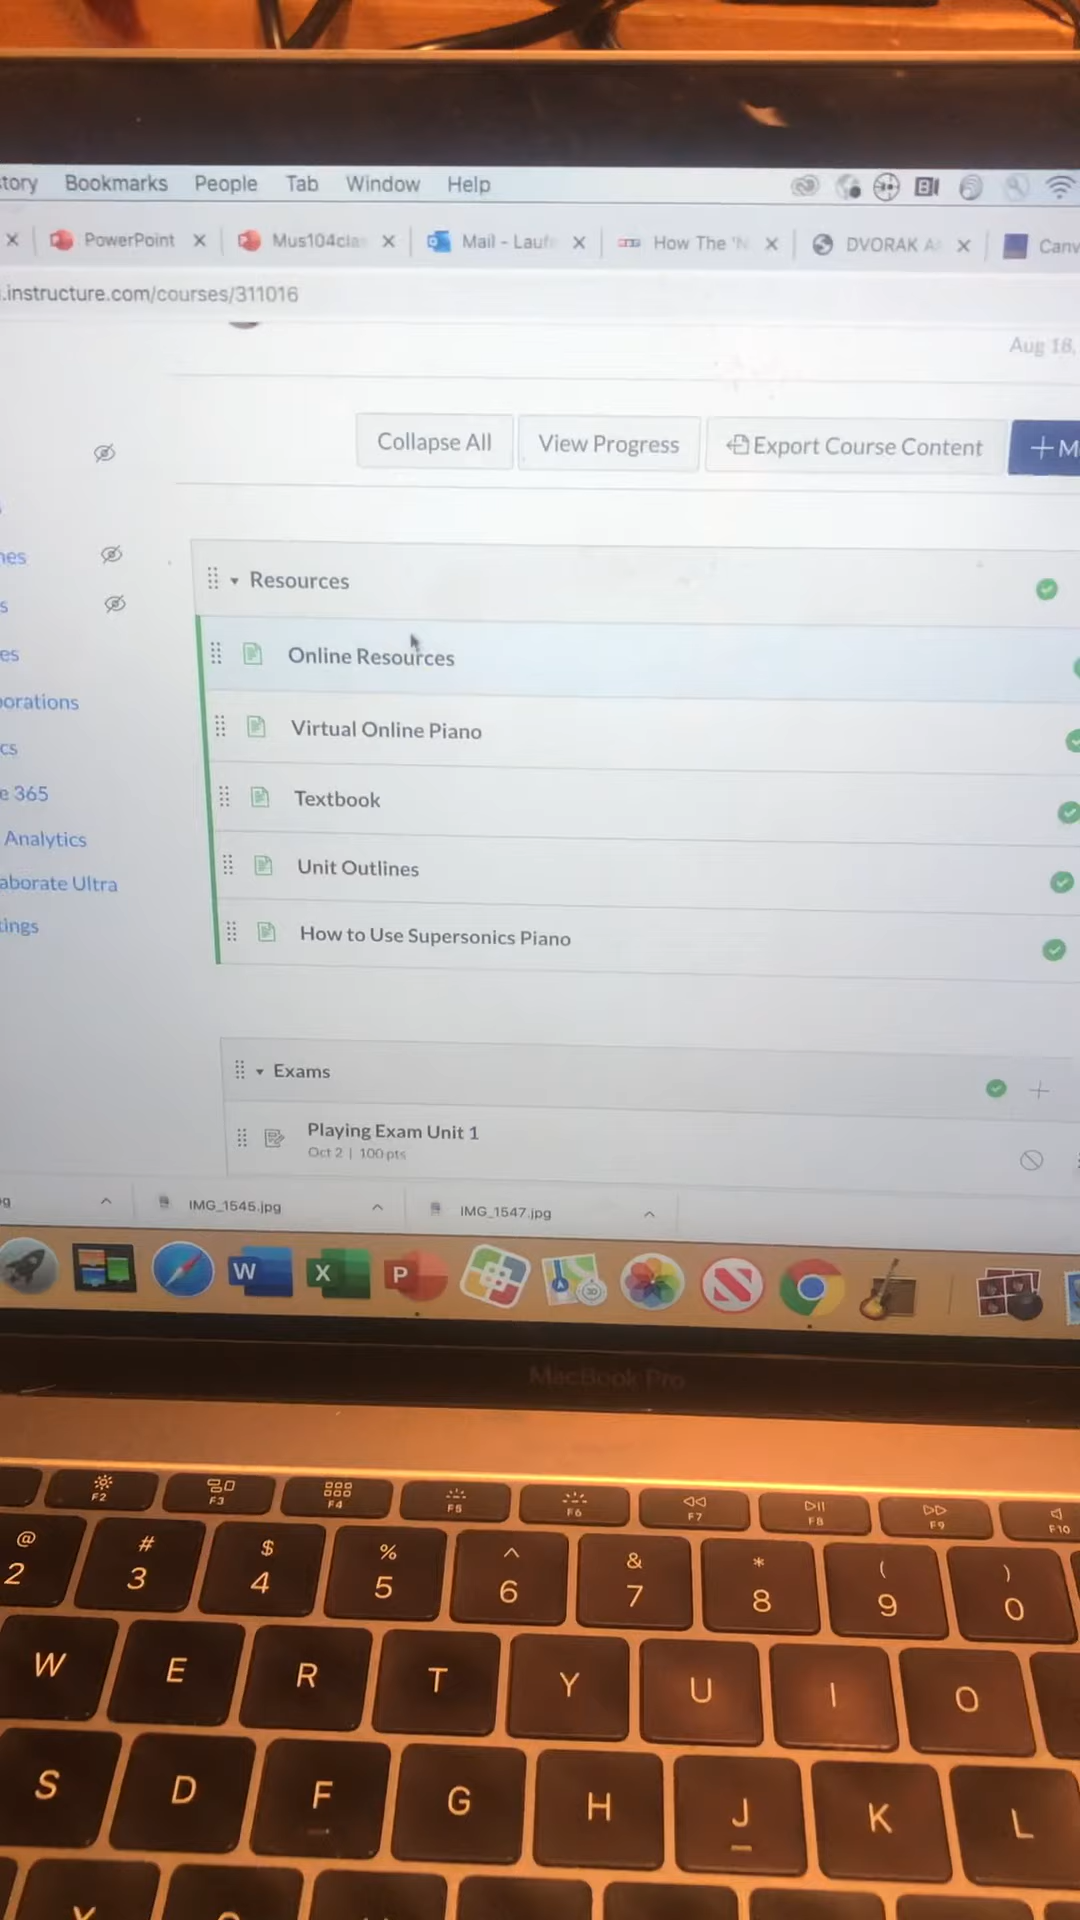 tory Bookmarks People Tab Window Help
PowerPoint Mus104cla Mail - Lauf How The 'N DVORAK A Canv
.instructure.com/courses/311016
Aug 18,
Collapse All View Progress Export Course Content + M
Resources
nes
Online Resources
s
es
Virtual Online Piano
orations
cs
Textbook
e 365
Analytics
Unit Outlines
aborate Ultra
How to Use Supersonics Piano
tings
Exams
Playing Exam Unit 1
Oct 2 | 100 pts
IMG_1545.jpg IMG_1547.jpg
W X P 3D
MacBook Pro
F2 F3 F4 F5 F6 F7 F8 F9 F10
@ # $ % ^ & * ( )
2 3 4 5 6 7 8 9 0
W E R T Y U I O
S D F G H J K L